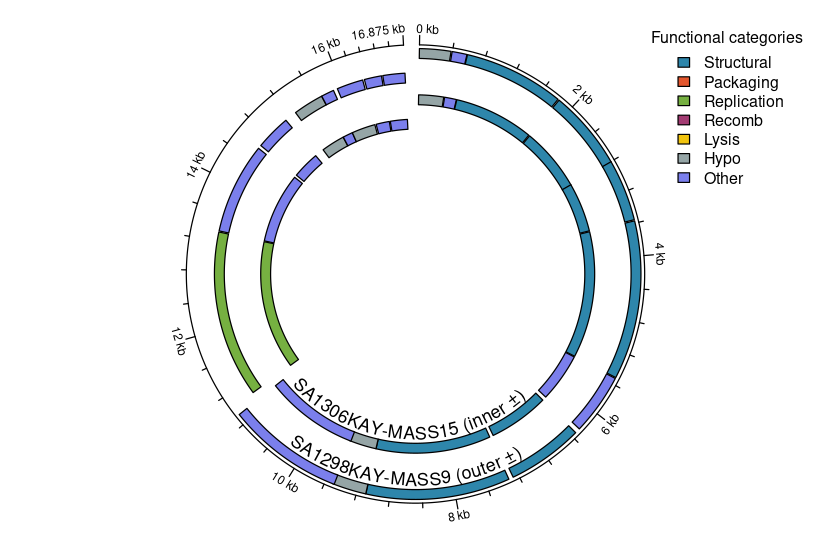 16 kb
16.875 kb
0 kb
2 kb
4 kb
6 kb
8 kb
10 kb
12 kb
14 kb
SA1306KAY-MASS15 (inner ±)
SA1298KAY-MASS9 (outer ±)
Functional categories
Structural
Packaging
Replication
Recomb
Lysis
Hypo
Other